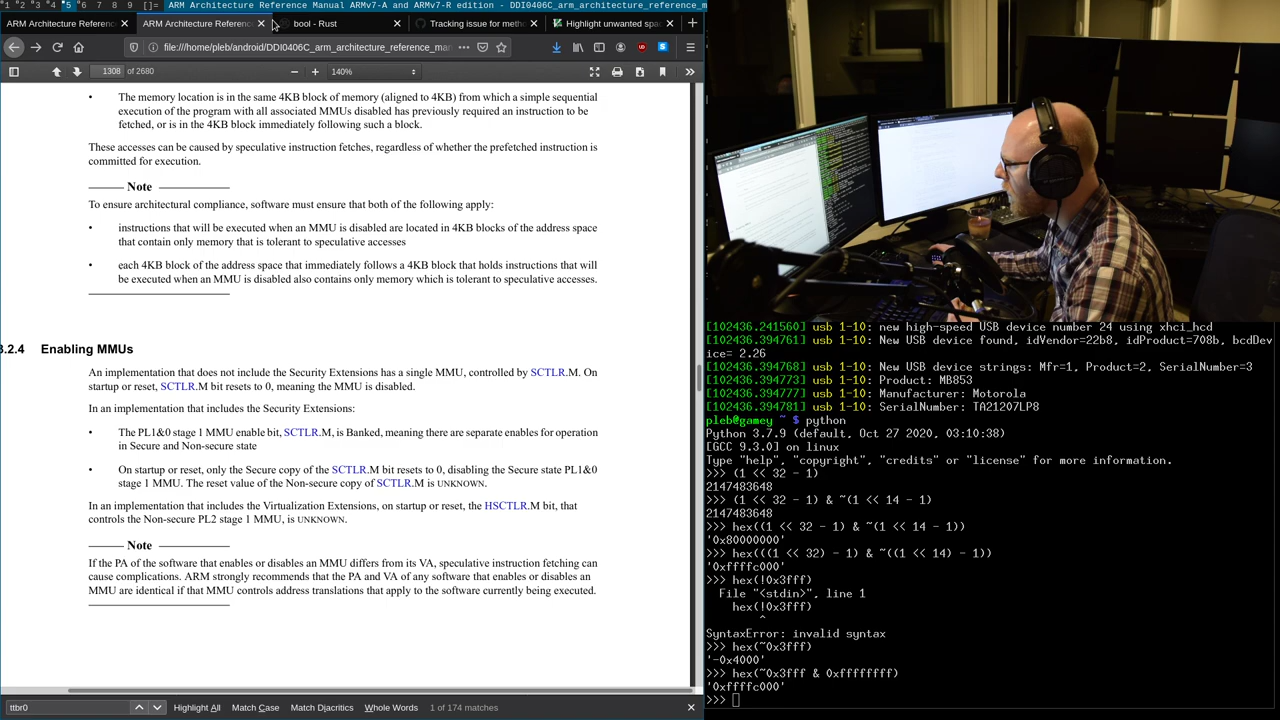 1 2 3 4 5 6 7 8 9 []= ARM Architecture Reference Manual ARMv7-A and ARMv7-R edition - DDI0406C_arm_architecture_reference_m
ARM Architecture Reference
ARM Architecture Referenc
bool - Rust
Tracking issue for meth
Highlight unwanted spa
file:///home/pleb/android/DDI0406C_arm_architecture_reference_ma
1308 of 2680
140%
• The memory location is in the same 4KB block of memory (aligned to 4KB) from which a simple sequential
execution of the program with all associated MMUs disabled has previously required an instruction to be
fetched, or is in the 4KB block immediately following such a block.
These accesses can be caused by speculative instruction fetches, regardless of whether the prefetched instruction is
committed for execution.
Note
To ensure architectural compliance, software must ensure that both of the following apply:
• instructions that will be executed when an MMU is disabled are located in 4KB blocks of the address space
that contain only memory that is tolerant to speculative accesses
• each 4KB block of the address space that immediately follows a 4KB block that holds instructions that will
be executed when an MMU is disabled also contains only memory which is tolerant to speculative accesses.
3.2.4 Enabling MMUs
An implementation that does not include the Security Extensions has a single MMU, controlled by SCTLR.M. On
startup or reset, SCTLR.M bit resets to 0, meaning the MMU is disabled.
In an implementation that includes the Security Extensions:
• The PL1&0 stage 1 MMU enable bit, SCTLR.M, is Banked, meaning there are separate enables for operation
in Secure and Non-secure state
• On startup or reset, only the Secure copy of the SCTLR.M bit resets to 0, disabling the Secure state PL1&0
stage 1 MMU. The reset value of the Non-secure copy of SCTLR.M is UNKNOWN.
In an implementation that includes the Virtualization Extensions, on startup or reset, the HSCTLR.M bit, that
controls the Non-secure PL2 stage 1 MMU, is UNKNOWN.
Note
If the PA of the software that enables or disables an MMU differs from its VA, speculative instruction fetching can
cause complications. ARM strongly recommends that the PA and VA of any software that enables or disables an
MMU are identical if that MMU controls address translations that apply to the software currently being executed.
ttbr0
Highlight All Match Case Match Diacritics Whole Words 1 of 174 matches
[102436.241560] usb 1-10: new high-speed USB device number 24 using xhci_hcd
[102436.394761] usb 1-10: New USB device found, idVendor=22b8, idProduct=708b, bcdDev
ice= 2.26
[102436.394768] usb 1-10: New USB device strings: Mfr=1, Product=2, SerialNumber=3
[102436.394773] usb 1-10: Product: MB853
[102436.394777] usb 1-10: Manufacturer: Motorola
[102436.394781] usb 1-10: SerialNumber: TA21207LP8
pleb@gamey ~ $ python
Python 3.7.9 (default, Oct 27 2020, 03:10:38)
[GCC 9.3.0] on linux
Type "help", "copyright", "credits" or "license" for more information.
>>> (1 << 32 - 1)
2147483648
>>> (1 << 32 - 1) & ~(1 << 14 - 1)
2147483648
>>> hex((1 << 32 - 1) & ~(1 << 14 - 1))
'0x80000000'
>>> hex(((1 << 32) - 1) & ~((1 << 14) - 1))
'0xffffc000'
>>> hex(!0x3fff)
File "<stdin>", line 1
hex(!0x3fff)
^
SyntaxError: invalid syntax
>>> hex(~0x3fff)
'-0x4000'
>>> hex(~0x3fff & 0xffffffff)
'0xffffc000'
>>>